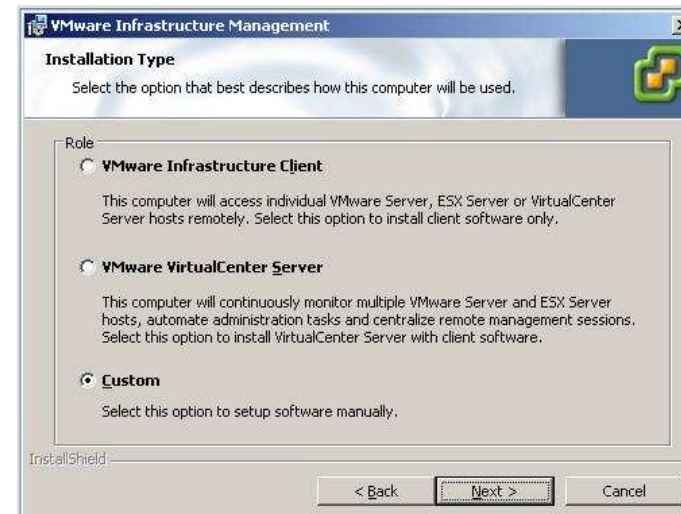 VMware Infrastructure Management
Installation Type
Select the option that best describes how this computer will be used.
Role
VMware Infrastructure Client
This computer will access individual VMware Server, ESX Server or VirtualCenter
Server hosts remotely. Select this option to install client software only.
VMware VirtualCenter Server
This computer will continuously monitor multiple VMware Server and ESX Server
hosts, automate administration tasks and centralize remote management sessions.
Select this option to install VirtualCenter Server with client software.
Custom
Select this option to setup software manually.
InstallShield
< Back Next > Cancel